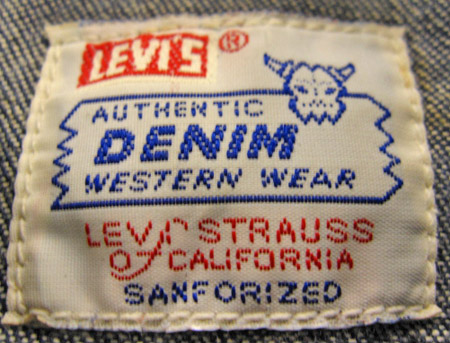 LEVI'S ®
AUTHENTIC
DENIM
WESTERN WEAR
LEVI STRAUSS
OF CALIFORNIA
SANFORIZED